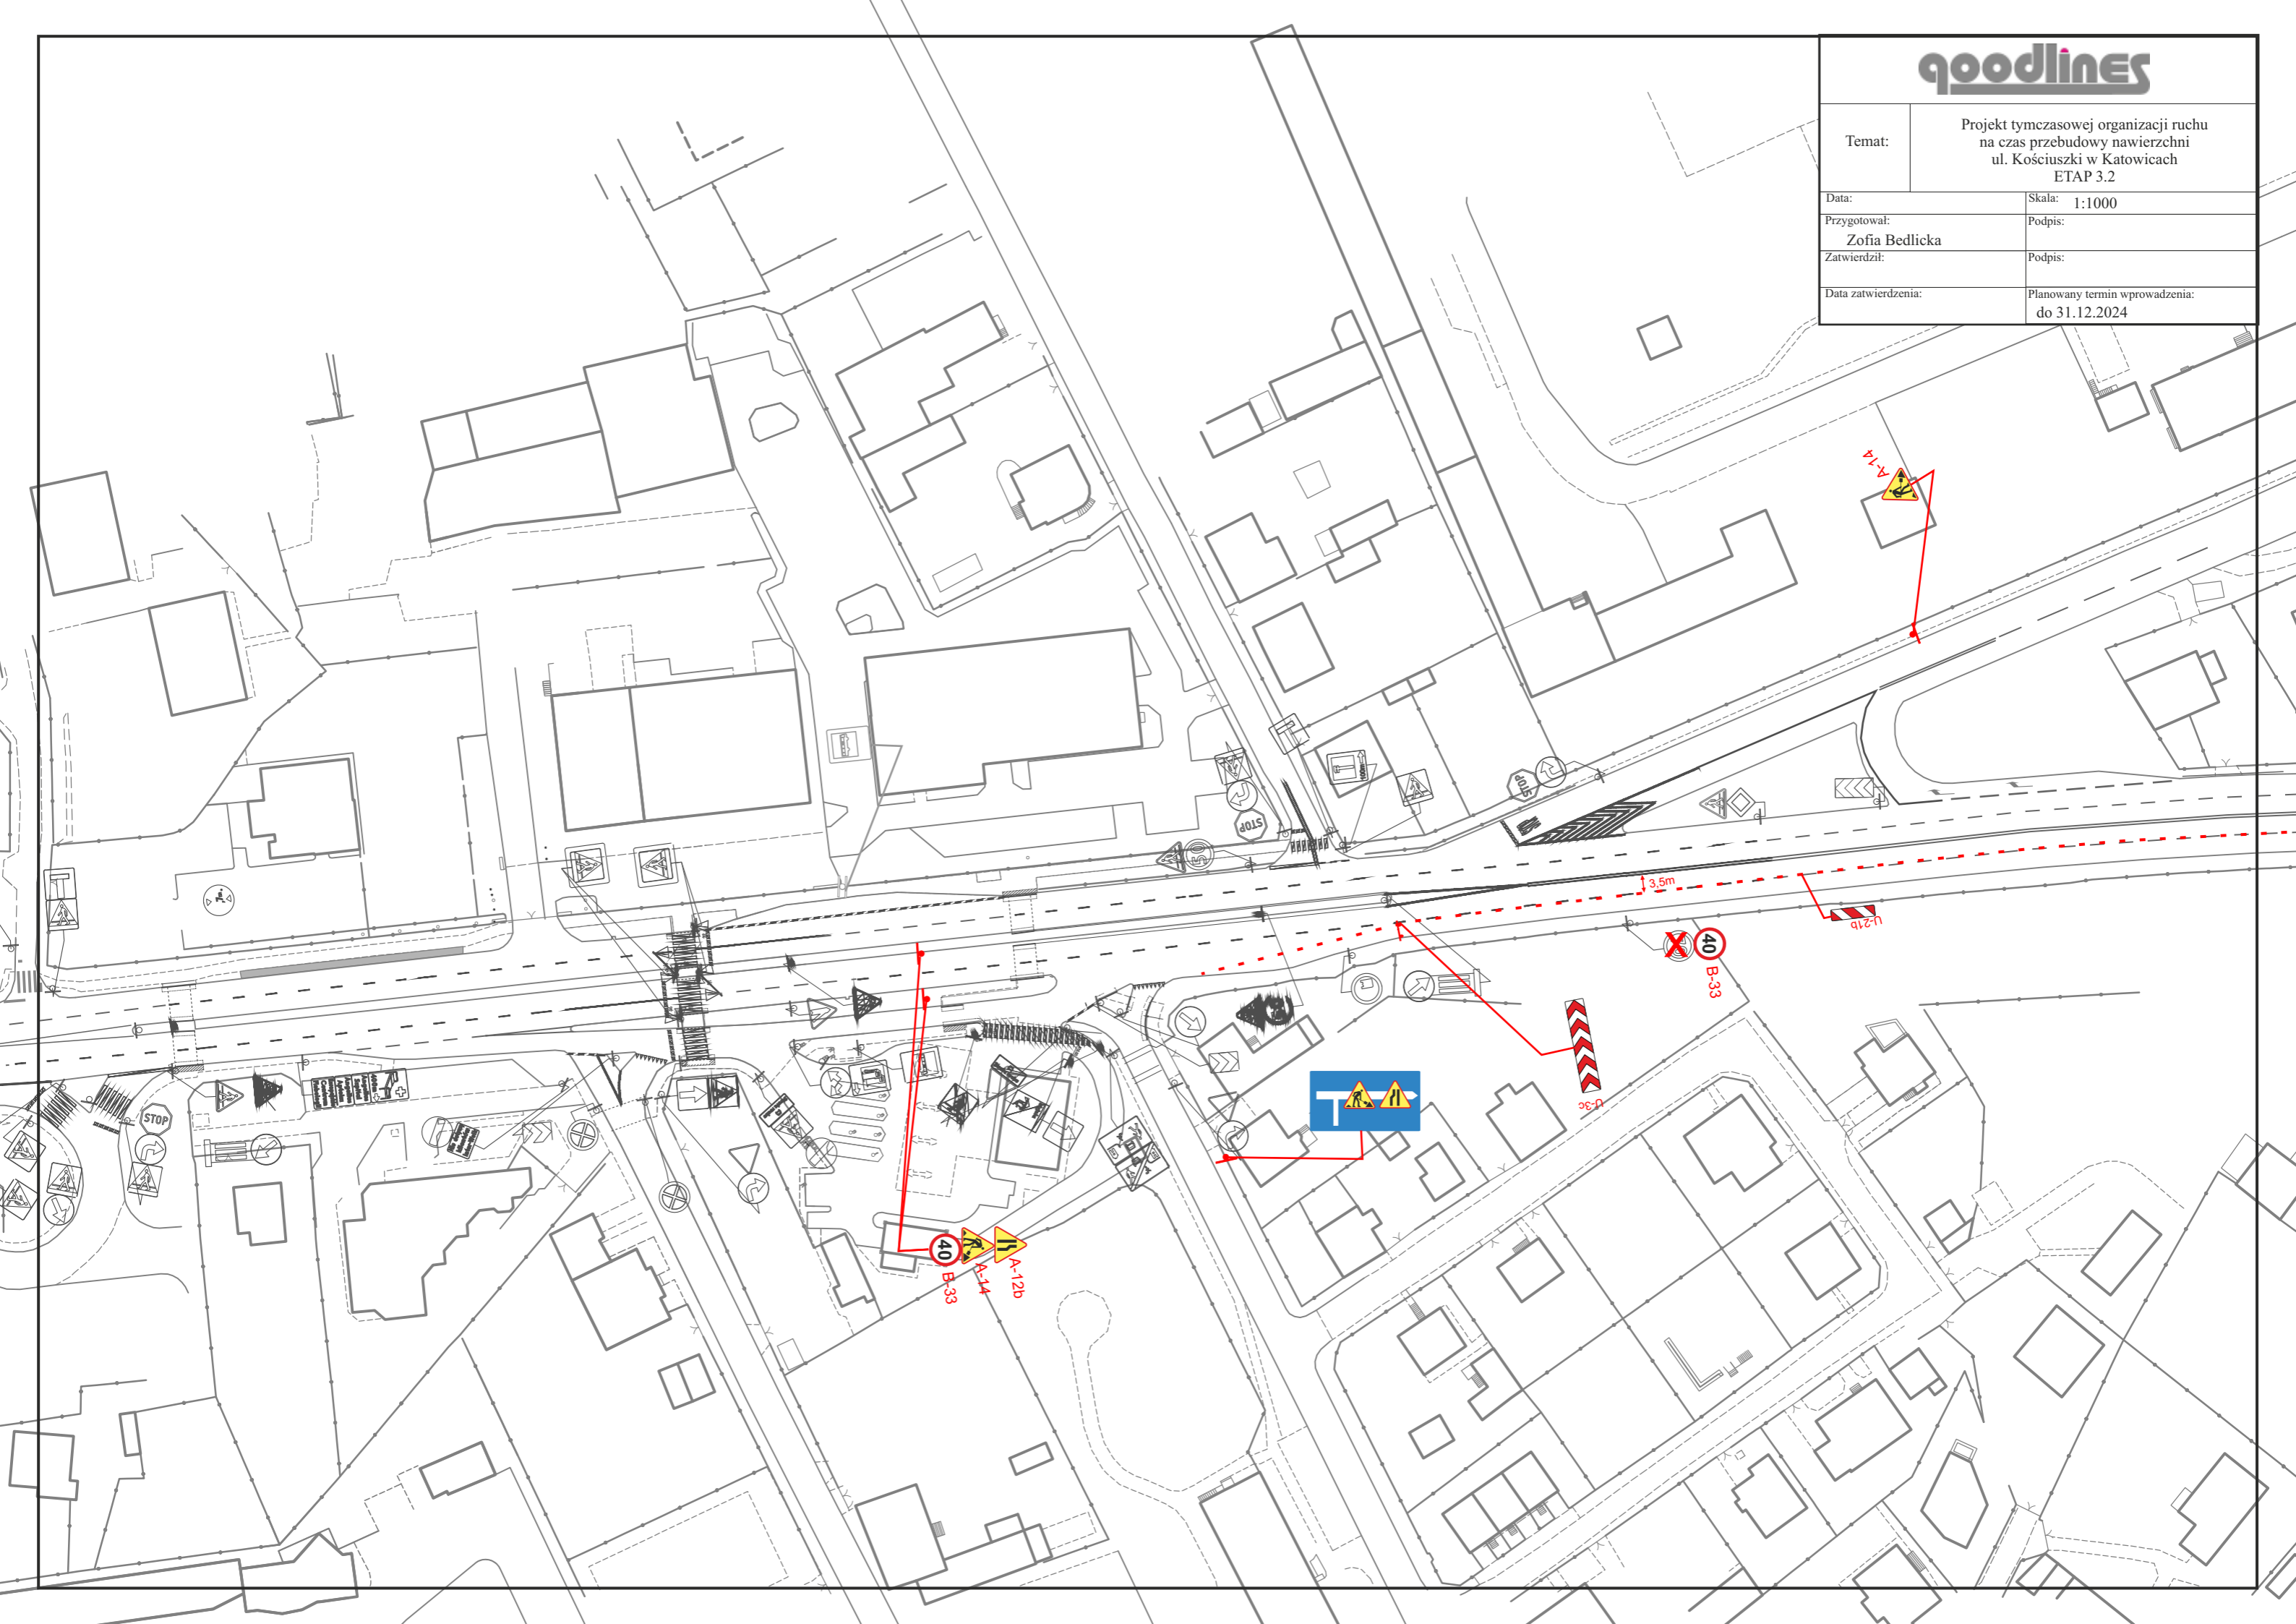 goodlines
Temat:
Projekt tymczasowej organizacji ruchu
na czas przebudowy nawierzchni
ul. Kościuszki w Katowicach
ETAP 3.2
Data:
Skala: 1:1000
Przygotował:
Zofia Bedlicka
Podpis:
Zatwierdził:
Podpis:
Data zatwierdzenia:
Planowany termin wprowadzenia:
do 31.12.2024
A-14
STOP
100m
STOP
50
3,5m
U-21b
40
B-33
U-3c
STOP
40
B-33
A-14
A-12b